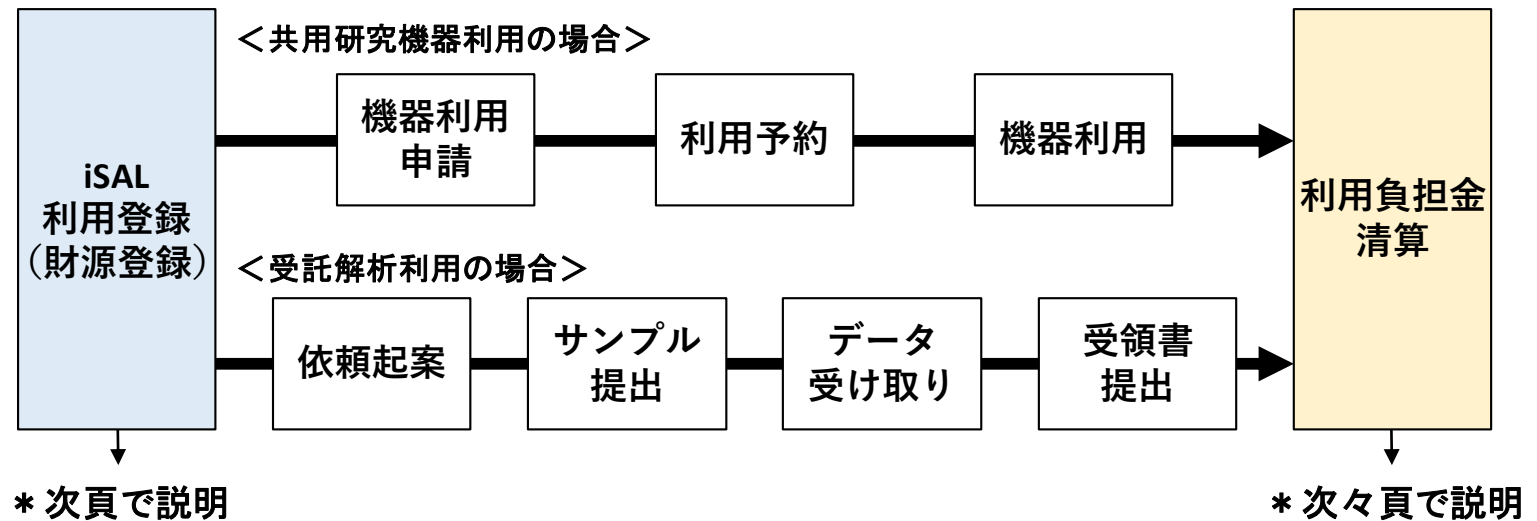 iSAL
利用登録
（財源登録）
＜共用研究機器利用の場合＞
機器利用
申請
利用予約
機器利用
＜受託解析利用の場合＞
依頼起案
サンプル
提出
データ
受け取り
受領書
提出
利用負担金
清算
＊次頁で説明
＊次々頁で説明